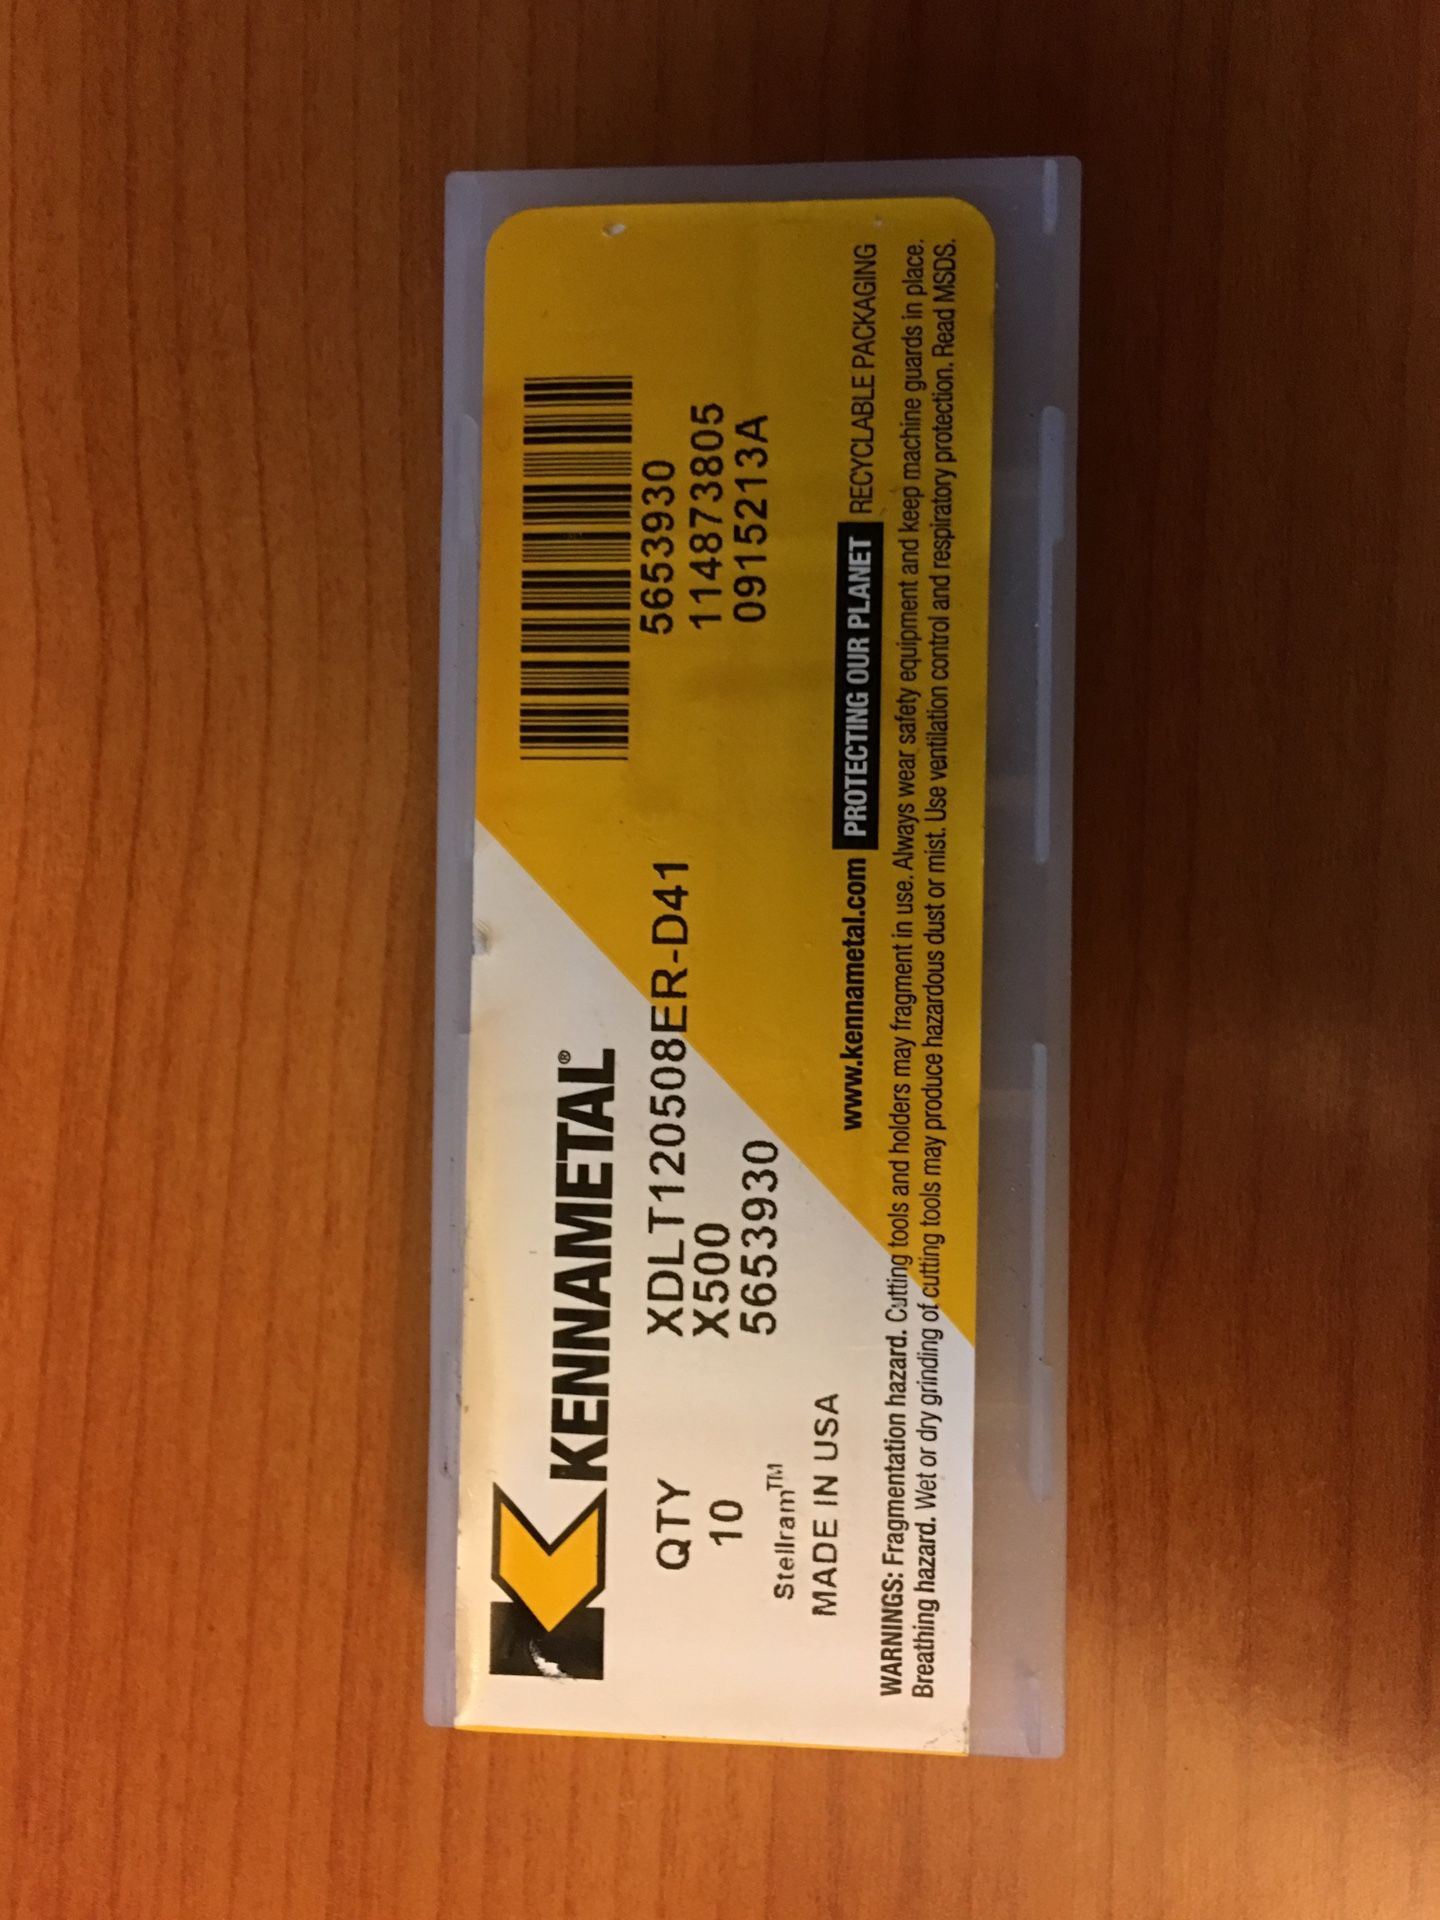 KENNAMETAL®
QTY
10
XDLT120508ER-D41
X500
5653930
Stellram™
MADE IN USA
5653930
114873805
0915213A
www.kennametal.com PROTECTING OUR PLANET RECYCLABLE PACKAGING
WARNINGS: Fragmentation hazard. Cutting tools and holders may fragment in use. Always wear safety equipment and keep machine guards in place.
Breathing hazard. Wet or dry grinding of cutting tools may produce hazardous dust or mist. Use ventilation control and respiratory protection. Read MSDS.